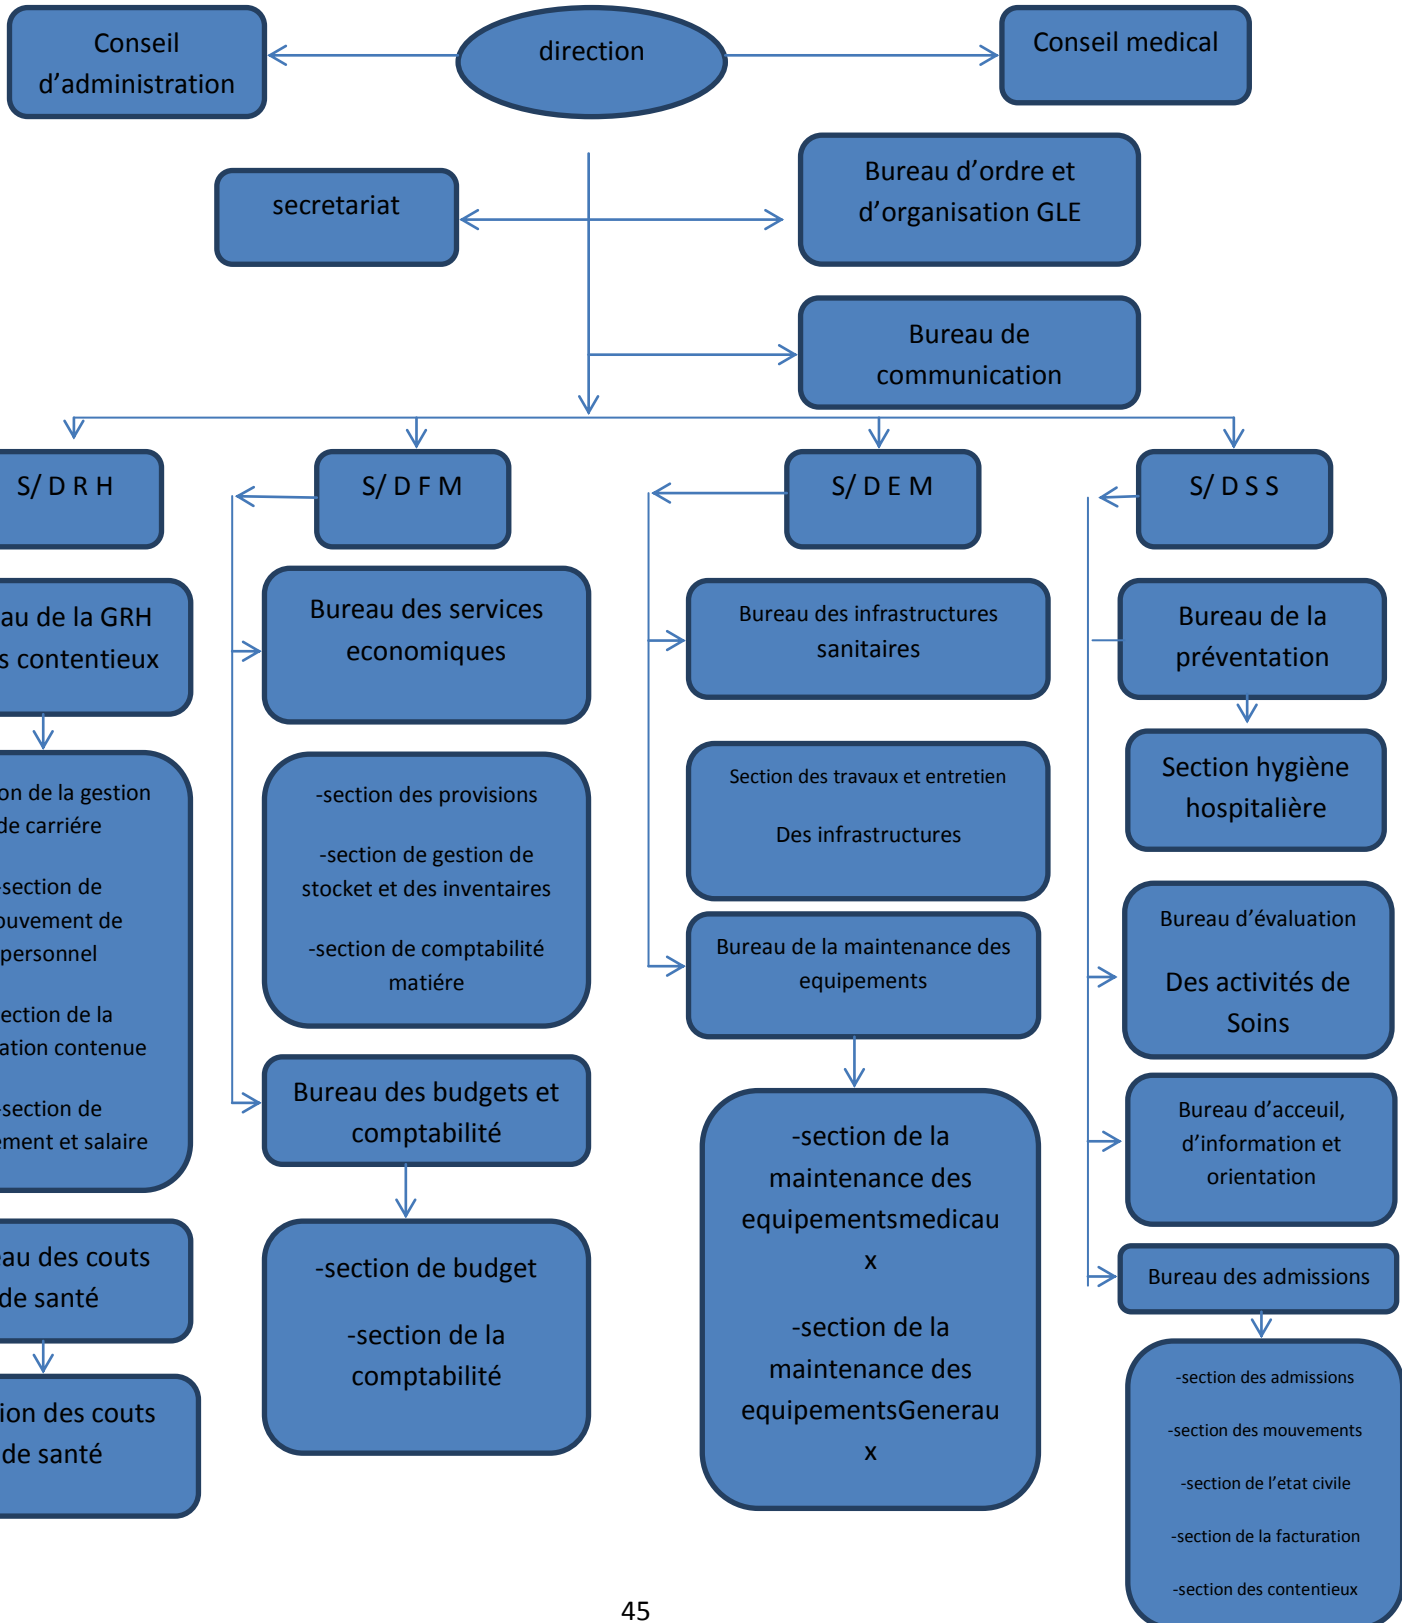 Conseil
d’administration
direction
Conseil medical
secretariat
Bureau d’ordre et
d’organisation GLE
Bureau de
communication
S/ D R H
au de la GRH
s contentieux
on de la gestion
de carriére
-section de
ouvement de
personnel
ection de la
ation contenue
-section de
ement et salaire
au des couts
de santé
ion des couts
de santé
S/ D F M
Bureau des services
economiques
-section des provisions
-section de gestion de
stocket et des inventaires
-section de comptabilité
matiére
Bureau des budgets et
comptabilité
-section de budget
-section de la
comptabilité
S/ D E M
Bureau des infrastructures
sanitaires
Section des travaux et entretien
Des infrastructures
Bureau de la maintenance des
equipements
-section de la
maintenance des
equipementsmedicau
x
-section de la
maintenance des
equipementsGenerau
x
S/ D S S
Bureau de la
préventation
Section hygiène
hospitalière
Bureau d’évaluation
Des activités de
Soins
Bureau d’acceuil,
d’information et
orientation
Bureau des admissions
-section des admissions
-section des mouvements
-section de l’etat civile
-section de la facturation
-section des contentieux
45